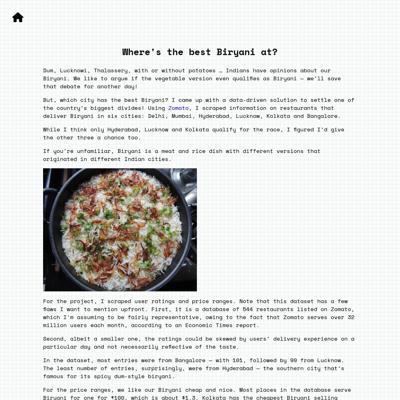 Where's the best Biryani at?
Dum, Lucknowi, Thalassery, with or without potatoes … Indians have opinions about our
Biryani. We like to argue if the vegetable version even qualifies as Biryani — we'll save
that debate for another day!
But, which city has the best Biryani? I came up with a data-driven solution to settle one of
the country's biggest divides! Using Zomato, I scraped information on restaurants that
deliver Biryani in six cities: Delhi, Mumbai, Hyderabad, Lucknow, Kolkata and Bangalore.
While I think only Hyderabad, Lucknow and Kolkata qualify for the race, I figured I'd give
the other three a chance too.
If you're unfamiliar, Biryani is a meat and rice dish with different versions that
originated in different Indian cities.
For the project, I scraped user ratings and price ranges. Note that this dataset has a few
flaws I want to mention upfront. First, it is a database of 544 restaurants listed on Zomato,
which I'm assuming to be fairly representative, owing to the fact that Zomato serves over 32
million users each month, according to an Economic Times report.
Second, albeit a smaller one, the ratings could be skewed by users' delivery experience on a
particular day and not necessarily reflective of the taste.
In the dataset, most entries were from Bangalore — with 101, followed by 99 from Lucknow.
The least number of entries, surprisingly, were from Hyderabad — the southern city that's
famous for its spicy dum-style biryani.
For the price ranges, we like our Biryani cheap and nice. Most places in the database serve
Biryani for one for ₹100, which is about $1.3. Kolkata has the cheapest Biryani selling